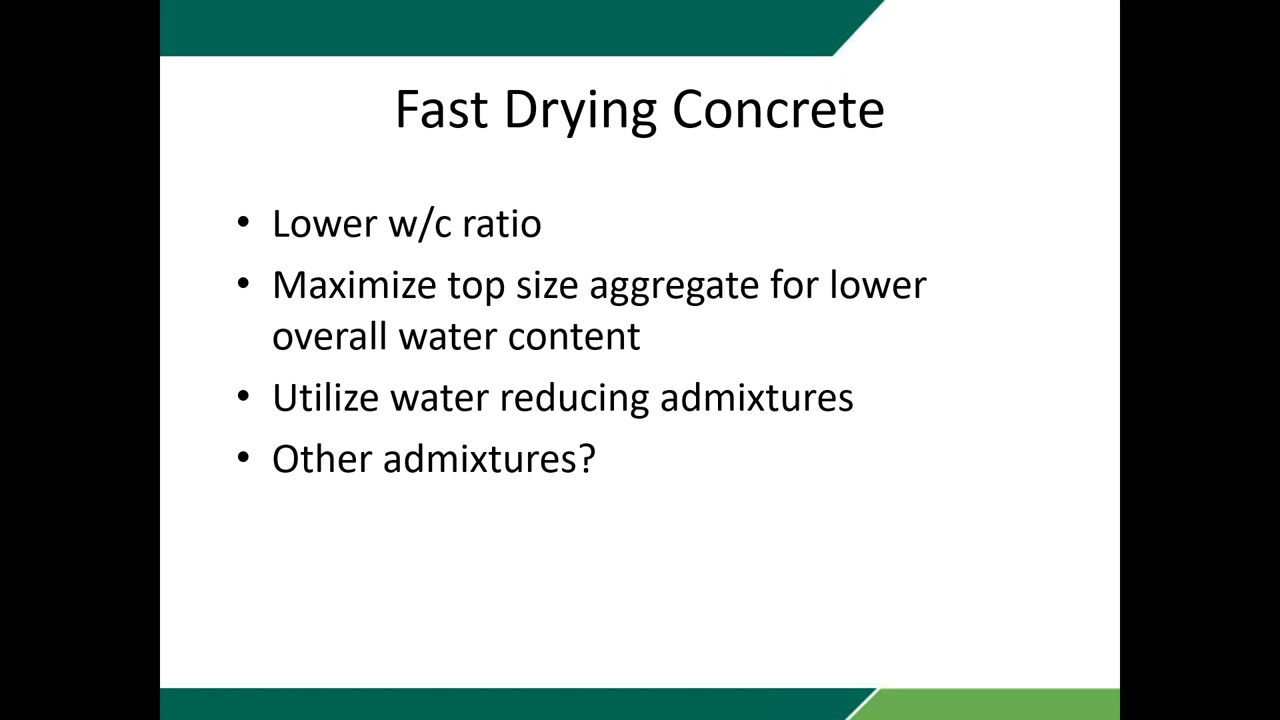 Fast Drying Concrete
• Lower w/c ratio
• Maximize top size aggregate for lower
overall water content
• Utilize water reducing admixtures
• Other admixtures?